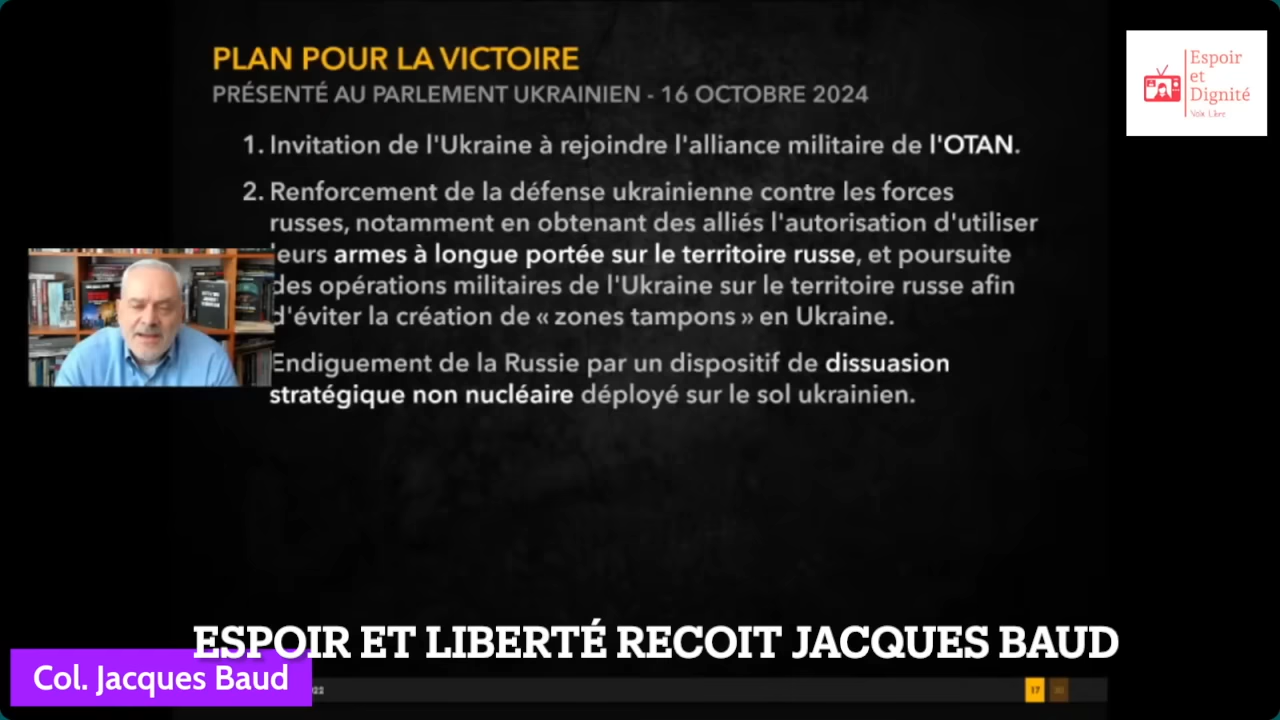 PLAN POUR LA VICTOIRE
PRÉSENTÉ AU PARLEMENT UKRAINIEN - 16 OCTOBRE 2024
1. Invitation de l'Ukraine à rejoindre l'alliance militaire de l'OTAN.
2. Renforcement de la défense ukrainienne contre les forces
russes, notamment en obtenant des alliés l'autorisation d'utiliser
leurs armes à longue portée sur le territoire russe, et poursuite
des opérations militaires de l'Ukraine sur le territoire russe afin
d'éviter la création de « zones tampons » en Ukraine.
Endiguement de la Russie par un dispositif de dissuasion
stratégique non nucléaire déployé sur le sol ukrainien.
Espoir
et
Dignité
Voix Libre
ESPOIR ET LIBERTÉ RECOIT JACQUES BAUD
Col. Jacques Baud
17